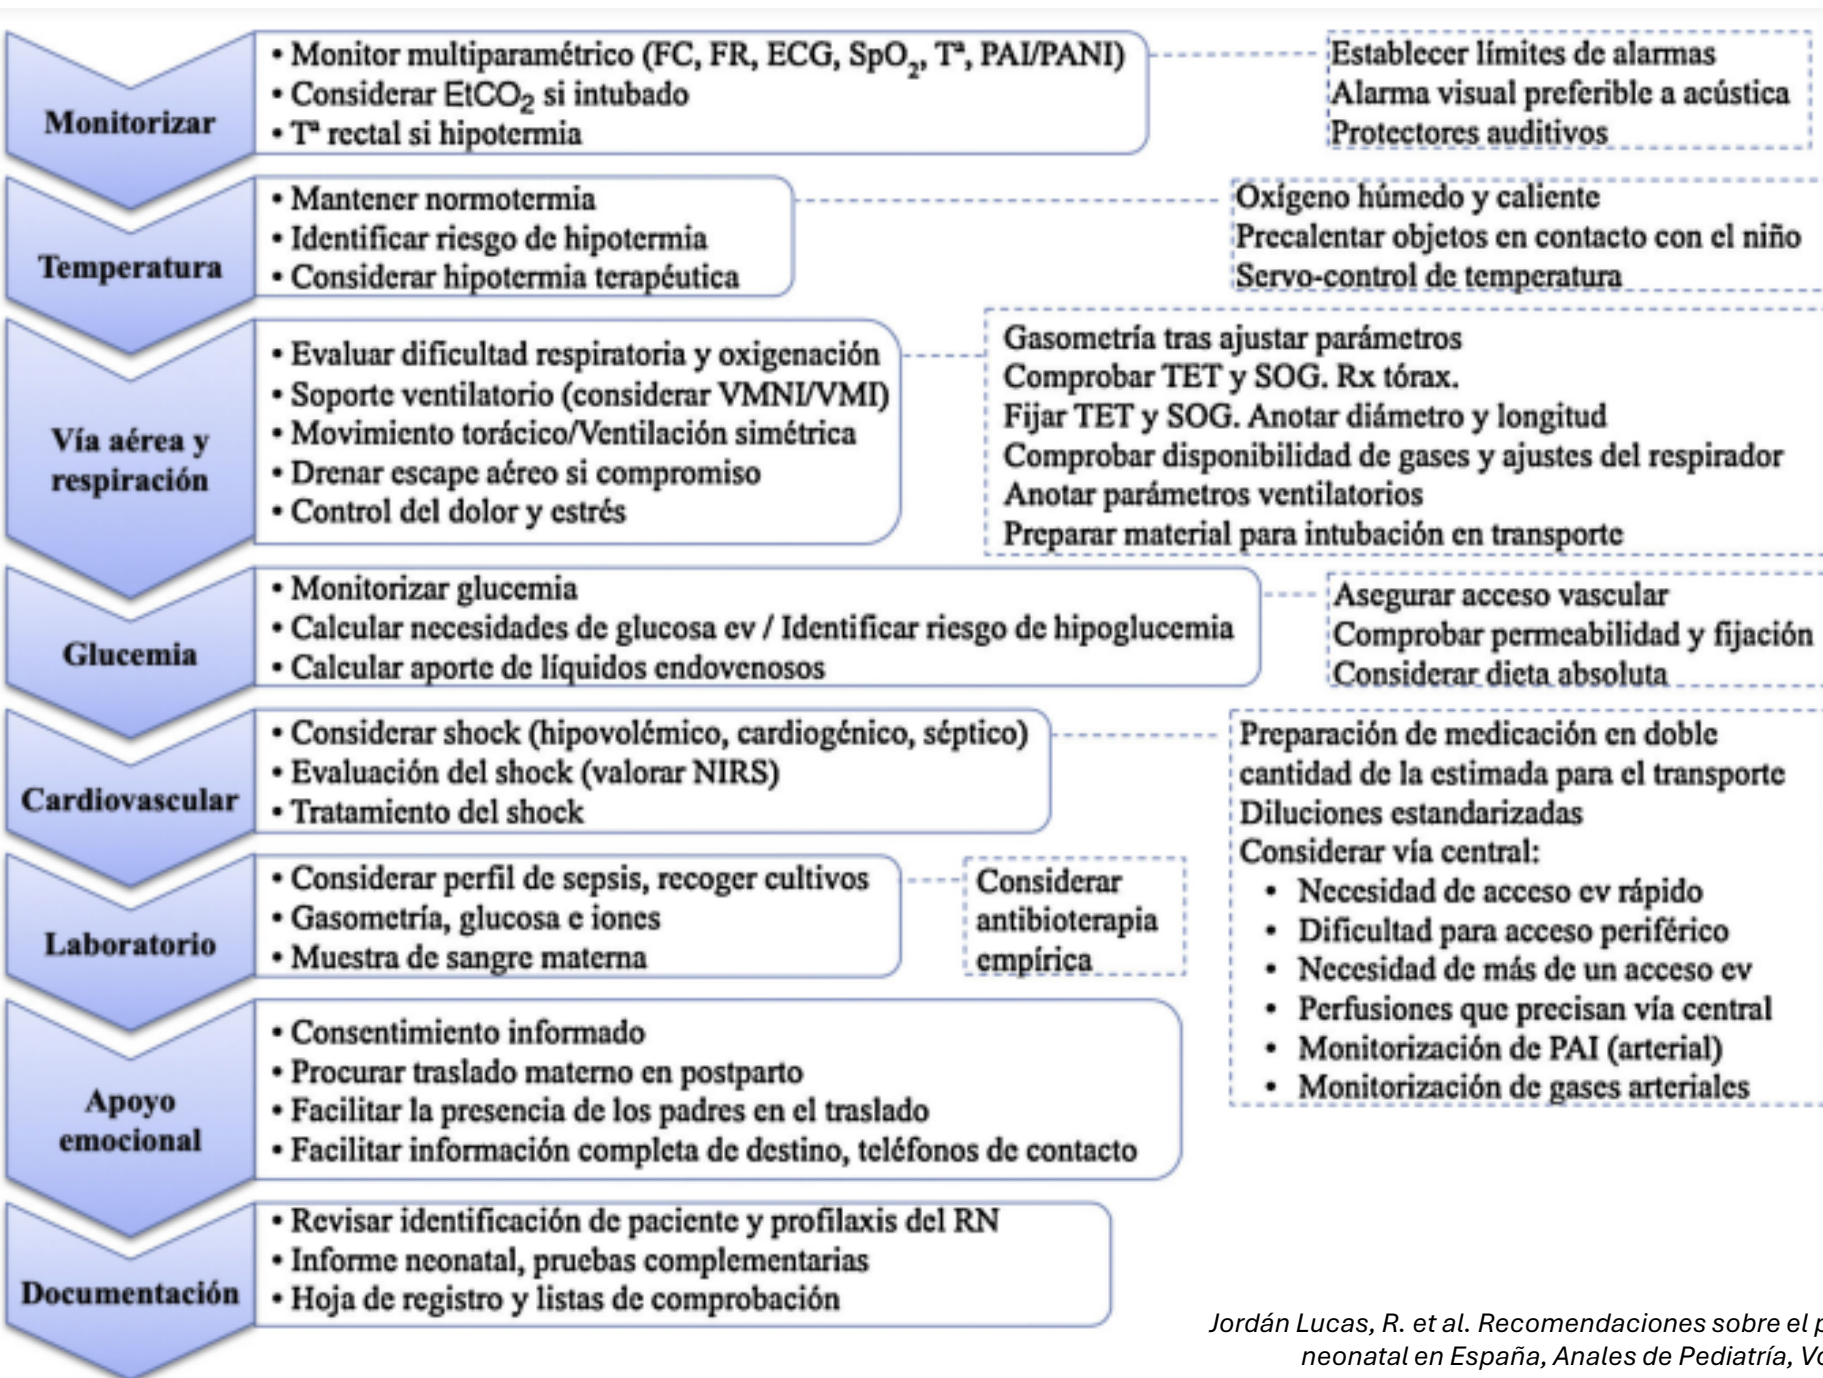 Monitorizar
• Monitor multiparamétrico (FC, FR, ECG, SpO₂, Tª, PAI/PANI)
• Considerar EtCO₂ si intubado
• Tª rectal si hipotermia
Establecer límites de alarmas
Alarma visual preferible a acústica
Protectores auditivos
Temperatura
• Mantener normotermia
• Identificar riesgo de hipotermia
• Considerar hipotermia terapéutica
Oxígeno húmedo y caliente
Precalentar objetos en contacto con el niño
Servo-control de temperatura
Vía aérea y
respiración
• Evaluar dificultad respiratoria y oxigenación
• Soporte ventilatorio (considerar VMNI/VMI)
• Movimiento torácico/Ventilación simétrica
• Drenar escape aéreo si compromiso
• Control del dolor y estrés
Gasometría tras ajustar parámetros
Comprobar TET y SOG. Rx tórax.
Fijar TET y SOG. Anotar diámetro y longitud
Comprobar disponibilidad de gases y ajustes del respirador
Anotar parámetros ventilatorios
Preparar material para intubación en transporte
Glucemia
• Monitorizar glucemia
• Calcular necesidades de glucosa ev / Identificar riesgo de hipoglucemia
• Calcular aporte de líquidos endovenosos
Asegurar acceso vascular
Comprobar permeabilidad y fijación
Considerar dieta absoluta
Cardiovascular
• Considerar shock (hipovolémico, cardiogénico, séptico)
• Evaluación del shock (valorar NIRS)
• Tratamiento del shock
Preparación de medicación en doble
cantidad de la estimada para el transporte
Diluciones estandarizadas
Considerar vía central:
• Necesidad de acceso ev rápido
• Dificultad para acceso periférico
• Necesidad de más de un acceso ev
• Perfusiones que precisan vía central
• Monitorización de PAI (arterial)
• Monitorización de gases arteriales
Laboratorio
• Considerar perfil de sepsis, recoger cultivos
• Gasometría, glucosa e iones
• Muestra de sangre materna
Considerar
antibioterapia
empírica
Apoyo
emocional
• Consentimiento informado
• Procurar traslado materno en postparto
• Facilitar la presencia de los padres en el traslado
• Facilitar información completa de destino, teléfonos de contacto
Documentación
• Revisar identificación de paciente y profilaxis del RN
• Informe neonatal, pruebas complementarias
• Hoja de registro y listas de comprobación
Jordán Lucas, R. et al. Recomendaciones sobre el
neonatal en España, Anales de Pediatría,